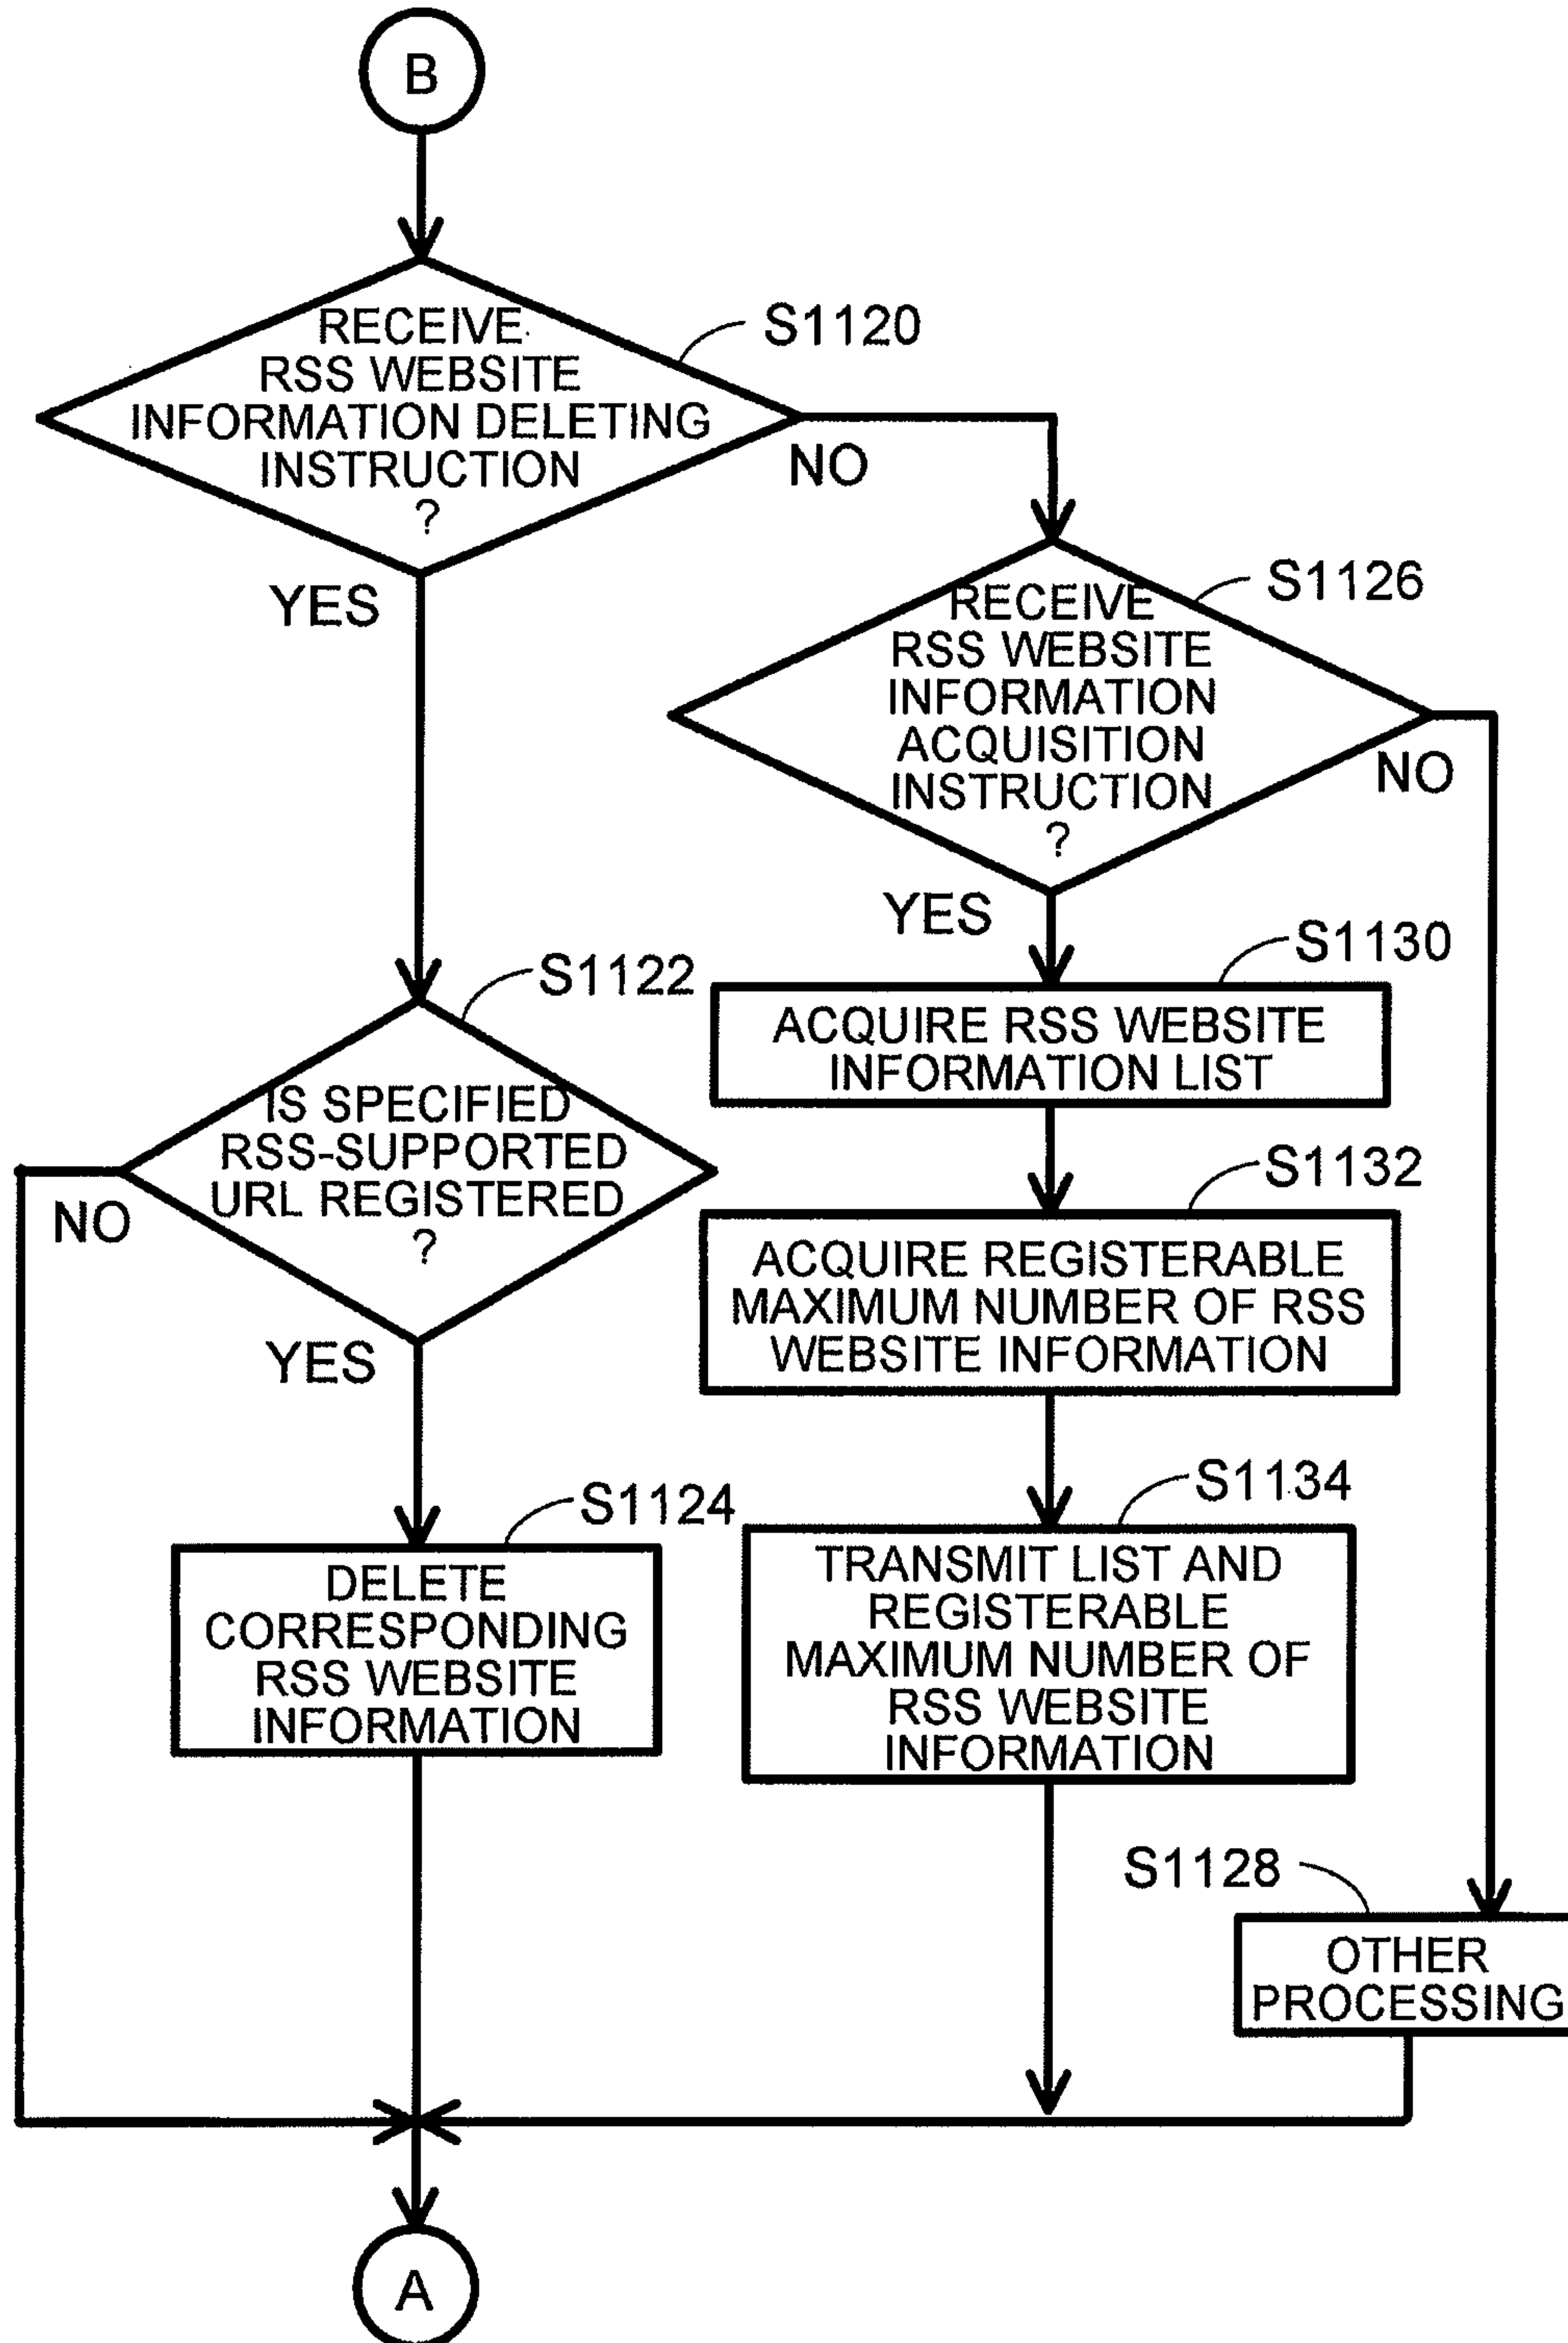 B
RECEIVE
RSS WEBSITE
INFORMATION DELETING
INSTRUCTION
?
S1120
NO
YES
RECEIVE
RSS WEBSITE
INFORMATION
ACQUISITION
INSTRUCTION
?
S1126
NO
YES
S1122
IS SPECIFIED
RSS-SUPPORTED
URL REGISTERED
?
NO
YES
S1130
ACQUIRE RSS WEBSITE
INFORMATION LIST
S1132
ACQUIRE REGISTERABLE
MAXIMUM NUMBER OF RSS
WEBSITE INFORMATION
S1124
DELETE
CORRESPONDING
RSS WEBSITE
INFORMATION
S1134
TRANSMIT LIST AND
REGISTERABLE
MAXIMUM NUMBER OF
RSS WEBSITE
INFORMATION
S1128
OTHER
PROCESSING
A